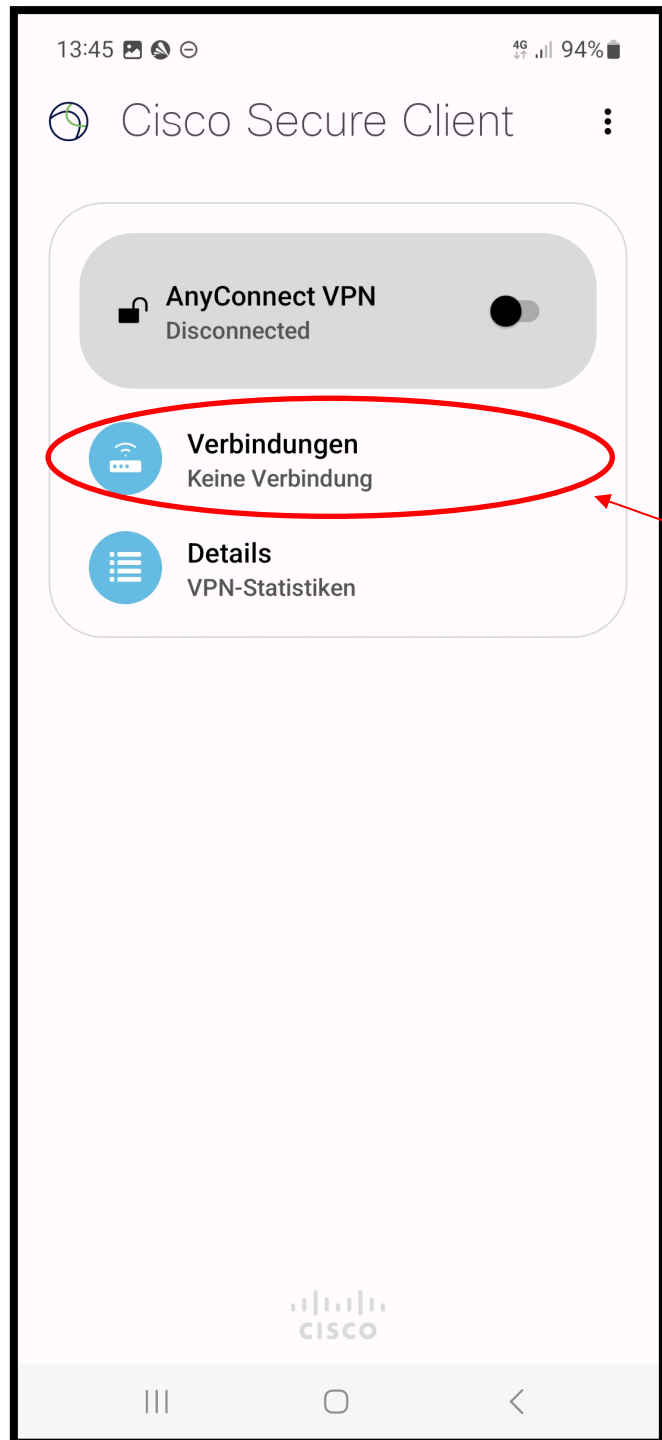 13:45 4G 94%
Cisco Secure Client
AnyConnect VPN
Disconnected
Verbindungen
Keine Verbindung
Details
VPN-Statistiken
CISCO